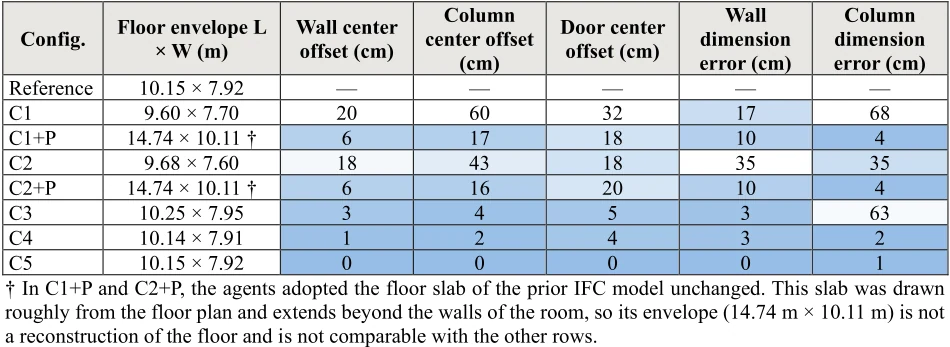 Config. | Floor envelope L × W (m) | Wall center offset (cm) | Column center offset (cm) | Door center offset (cm) | Wall dimension error (cm) | Column dimension error (cm)
Reference | 10.15 × 7.92 | — | — | — | — | —
C1 | 9.60 × 7.70 | 20 | 60 | 32 | 17 | 68
C1+P | 14.74 × 10.11 † | 6 | 17 | 18 | 10 | 4
C2 | 9.68 × 7.60 | 18 | 43 | 18 | 35 | 35
C2+P | 14.74 × 10.11 † | 6 | 16 | 20 | 10 | 4
C3 | 10.25 × 7.95 | 3 | 4 | 5 | 3 | 63
C4 | 10.14 × 7.91 | 1 | 2 | 4 | 3 | 2
C5 | 10.15 × 7.92 | 0 | 0 | 0 | 0 | 1
† In C1+P and C2+P, the agents adopted the floor slab of the prior IFC model unchanged. This slab was drawn
roughly from the floor plan and extends beyond the walls of the room, so its envelope (14.74 m × 10.11 m) is not
a reconstruction of the floor and is not comparable with the other rows.